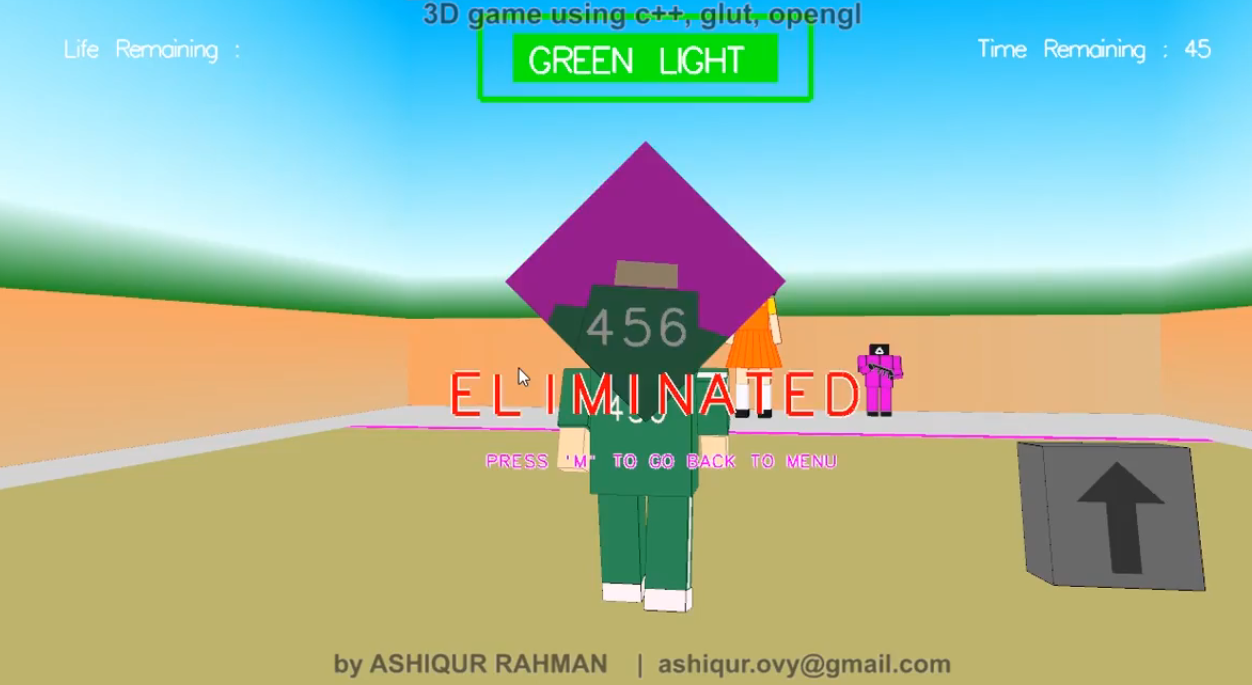 3D game using c++, glut, opengl
Life Remaining :
GREEN LIGHT
Time Remaining : 45
456
ELIMINATED
456
PRESS 'M' TO GO BACK TO MENU
by ASHIQUR RAHMAN | ashiqur.ovy@gmail.com